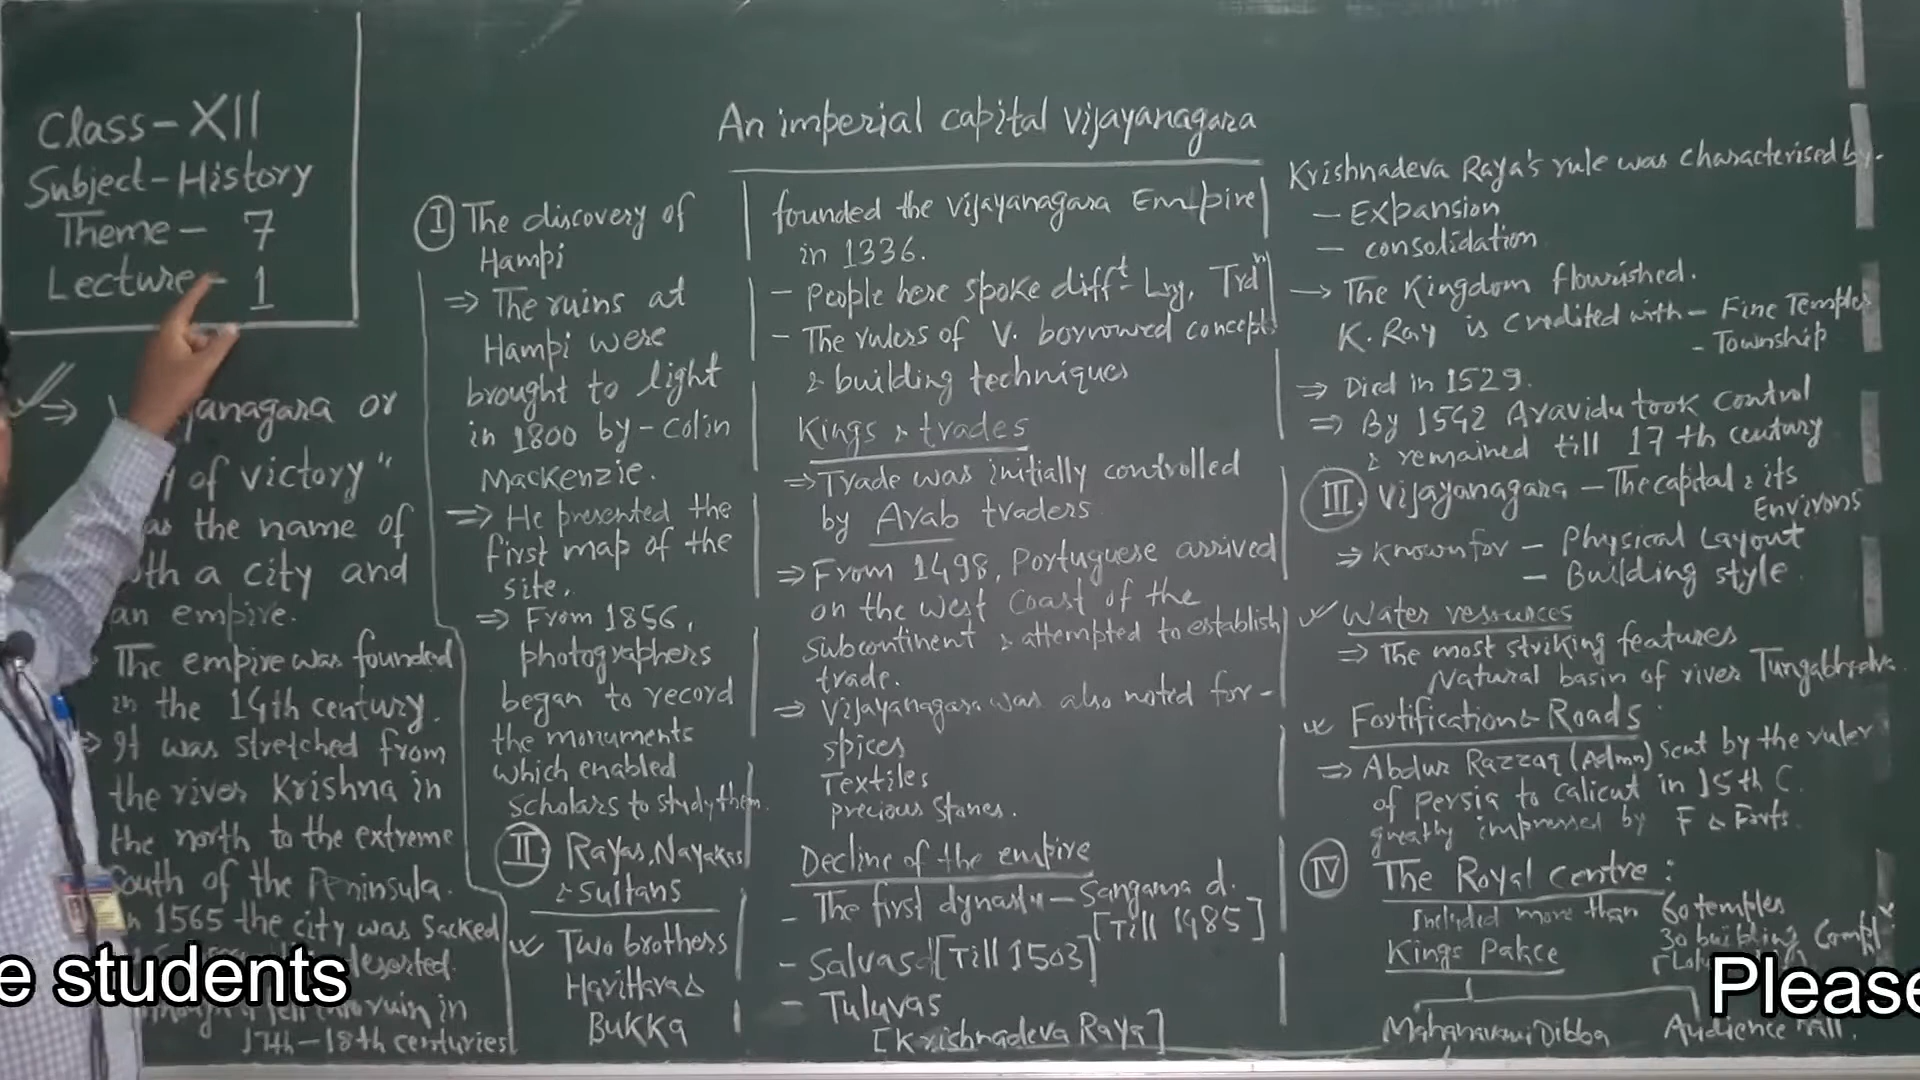 Class-XII
Subject-History
Theme - 7
Lecture - 1
An imperial capital vijayanagara
anagara or
of victory"
the name of
a city and
an empire.
The empire was founded
in the 14th century.
⇒ It was stretched from
the river Krishna in
the north to the extreme
South of the Peninsula.
1565 the city was sacked
deserted.
ruin in
17th-18th centuries
I The discovery of
Hampi
⇒ The ruins at
Hampi were
brought to light
in 1800 by - colin
Mackenzie.
⇒ He presented the
first map of the
site.
⇒ From 1856,
photographers
began to record
the monuments
which enabled
scholars to study them.
II Rayas, Nayakas
& Sultans
Two brothers
Harihara &
Bukka
founded the vijayanagara Empire
in 1336.
- People here spoke diff^t Lng, Trd^n
- The rulers of V. borrowed concept
& building techniques
Kings & trades
⇒ Trade was initially controlled
by Arab traders
⇒ From 1498, Portuguese arrived
on the west coast of the
Subcontinent & attempted to establish
trade.
⇒ Vijayanagara was also noted for -
spices
Textiles
precious stones.
Decline of the empire
- The first dynasty - Sangama d.
[Till 1485]
- Salvas [Till 1503]
- Tuluvas
[Krishnadeva Raya]
Krishnadeva Raya's rule was characterised by -
- Expansion
- consolidation
→ The Kingdom flourished.
K. Ray is credited with - Fine Temples
- Township
⇒ Died in 1529.
⇒ By 1542 Aravidu took control
& remained till 17th century
III. Vijayanagara - The capital & its
Environs
⇒ Known for - Physical Layout
- Building style
Water resources
⇒ The most striking features
Natural basin of river Tungabhadra
Fortification & Roads
⇒ Abdur Razzaq (Admn) sent by the ruler
of Persia to calicut in 15th C.
greatly impressed by F & Forts.
IV The Royal centre:
Included more than 60 temples
30 building Compl
Kings Palace
Mahanavami Dibba Audience Hall.
e students
Please